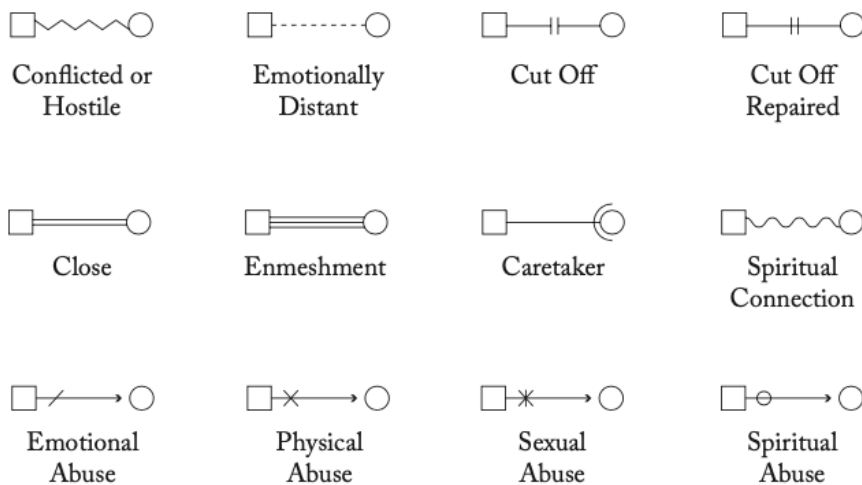 Conflicted or
Hostile
Emotionally
Distant
Cut Off
Cut Off
Repaired
Close
Enmeshment
Caretaker
Spiritual
Connection
Emotional
Abuse
Physical
Abuse
Sexual
Abuse
Spiritual
Abuse